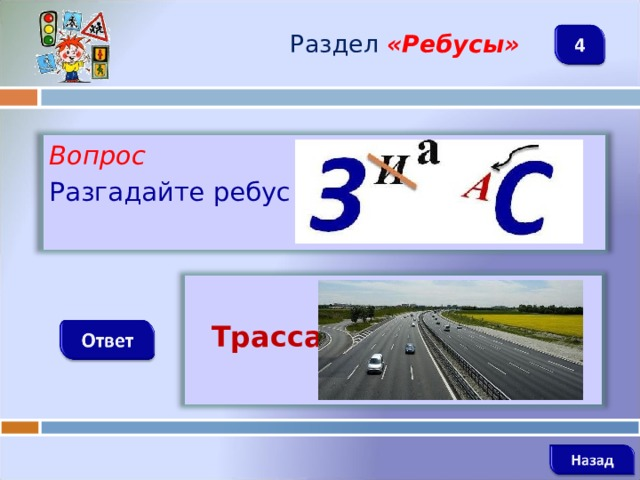 Раздел «Ребусы»
4
Вопрос
Разгадайте ребус
З и а А С
Ответ
Трасса
Назад